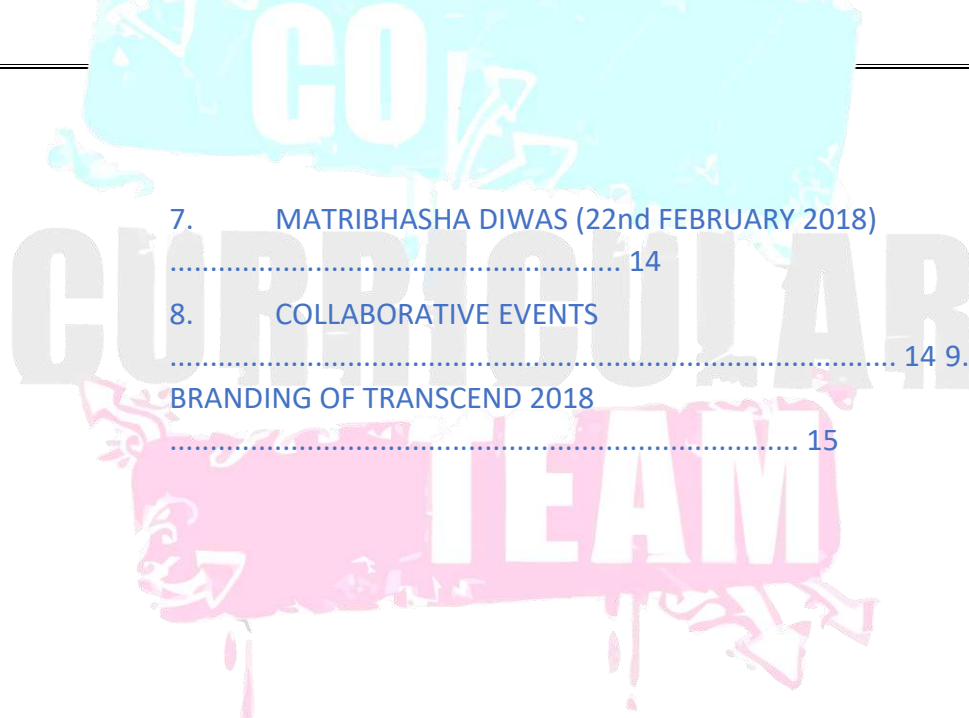 CO
CURRICULAR
TEAM
7. MATRIBHASHA DIWAS (22nd FEBRUARY 2018)
........................................................ 14
8. COLLABORATIVE EVENTS
.......................................................................................... 14 9.
BRANDING OF TRANSCEND 2018
.............................................................................. 15